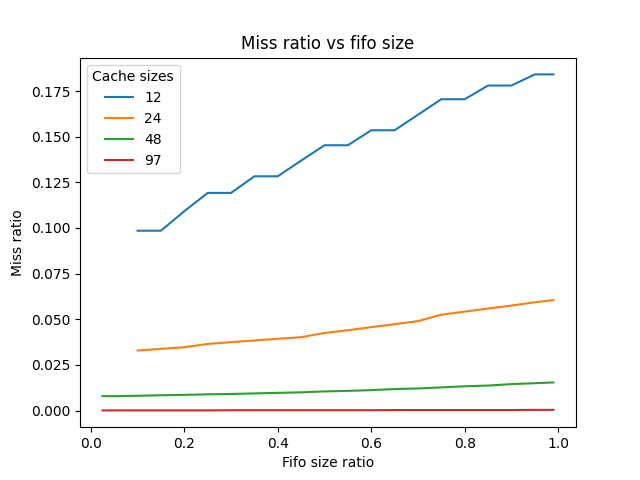 Miss ratio vs fifo size
Cache sizes
12
24
48
97
0.175
0.150
0.125
0.100
0.075
0.050
0.025
0.000
Miss ratio
0.0 0.2 0.4 0.6 0.8 1.0
Fifo size ratio